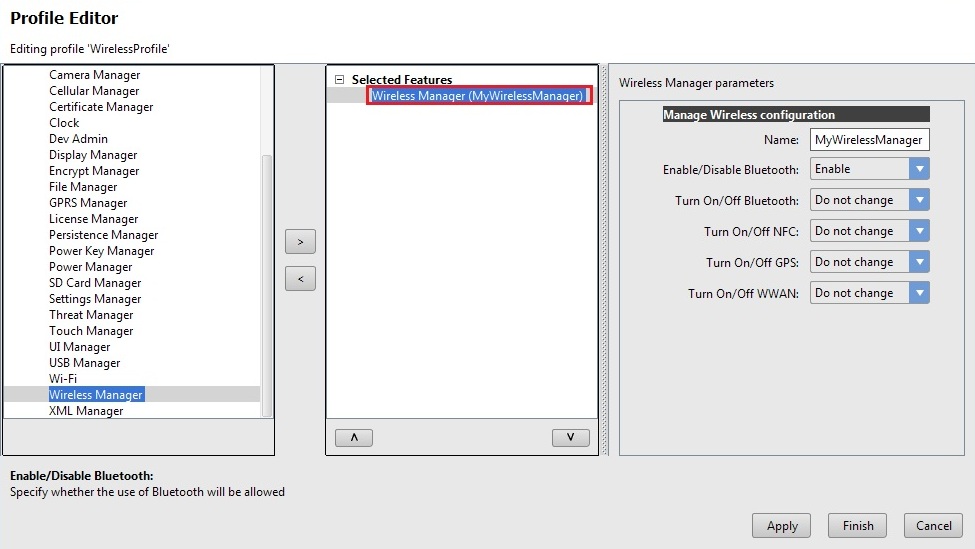 Profile Editor
Editing profile 'WirelessProfile'
Camera Manager
Cellular Manager
Certificate Manager
Clock
Dev Admin
Display Manager
Encrypt Manager
File Manager
GPRS Manager
License Manager
Persistence Manager
Power Key Manager
Power Manager
SD Card Manager
Settings Manager
Threat Manager
Touch Manager
UI Manager
USB Manager
Wi-Fi
Wireless Manager
XML Manager
>
<
Selected Features
Wireless Manager (MyWirelessManager)
Wireless Manager parameters
Manage Wireless configuration
Name: MyWirelessManager
Enable/Disable Bluetooth: Enable
Turn On/Off Bluetooth: Do not change
Turn On/Off NFC: Do not change
Turn On/Off GPS: Do not change
Turn On/Off WWAN: Do not change
Enable/Disable Bluetooth:
Specify whether the use of Bluetooth will be allowed
Apply Finish Cancel